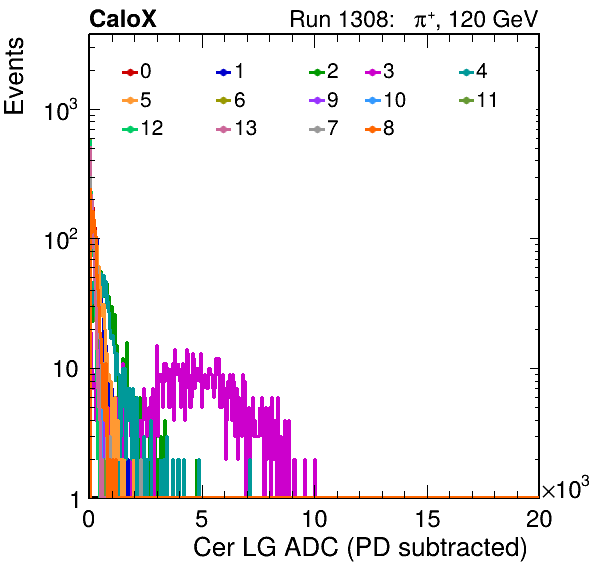 CaloX Run 1308: π⁺, 120 GeV
Events
0 1 2 3 4
5 6 9 10 11
12 13 7 8
10³
10²
10
1
0 5 10 15 20
×10³
Cer LG ADC (PD subtracted)